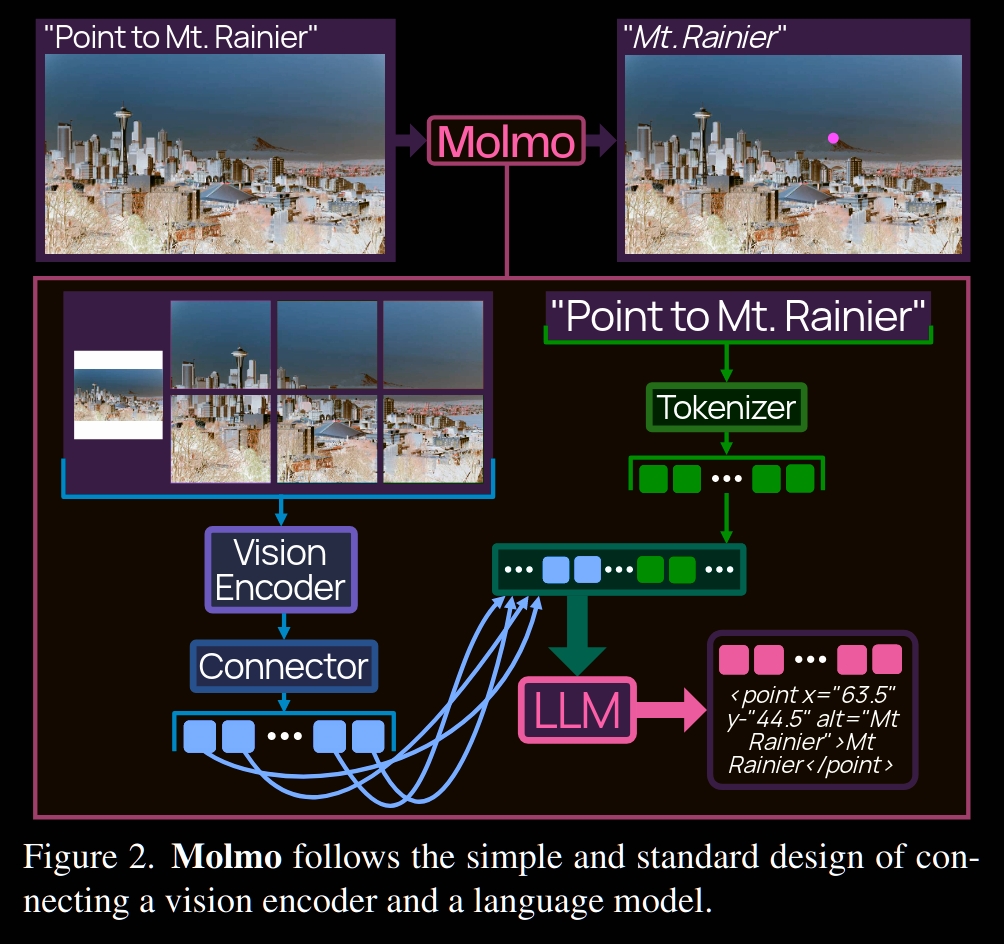 "Point to Mt. Rainier"
"Mt. Rainier"
Molmo
"Point to Mt. Rainier"
Tokenizer
Vision
Encoder
Connector
LLM
<point x="63.5"
y-"44.5" alt="Mt
Rainier">Mt
Rainier</point>
Figure 2. Molmo follows the simple and standard design of con-
necting a vision encoder and a language model.